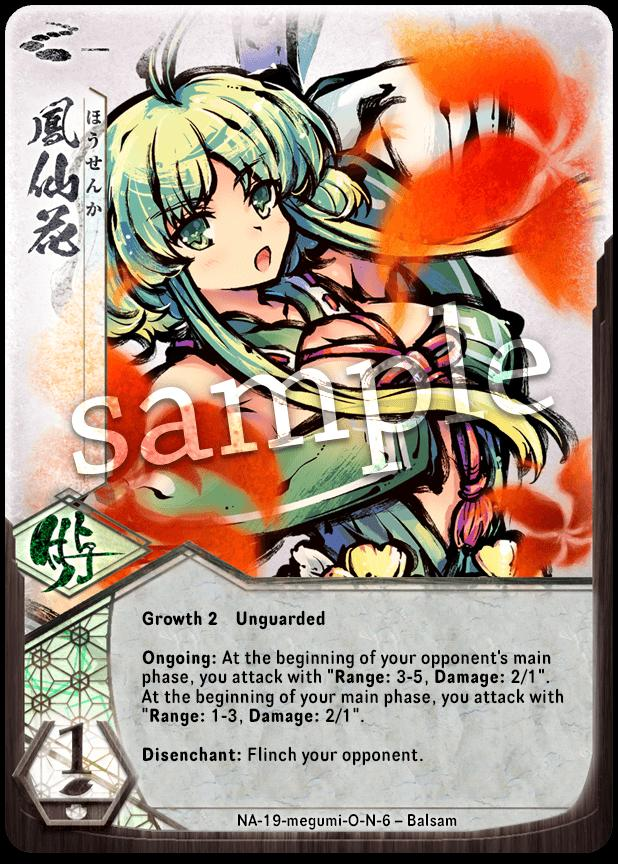 鳳仙花
ほうせんか
sample
Growth 2 Unguarded
Ongoing: At the beginning of your opponent's main
phase, you attack with "Range: 3-5, Damage: 2/1".
At the beginning of your main phase, you attack with
"Range: 1-3, Damage: 2/1".
Disenchant: Flinch your opponent.
1
NA-19-megumi-O-N-6 – Balsam